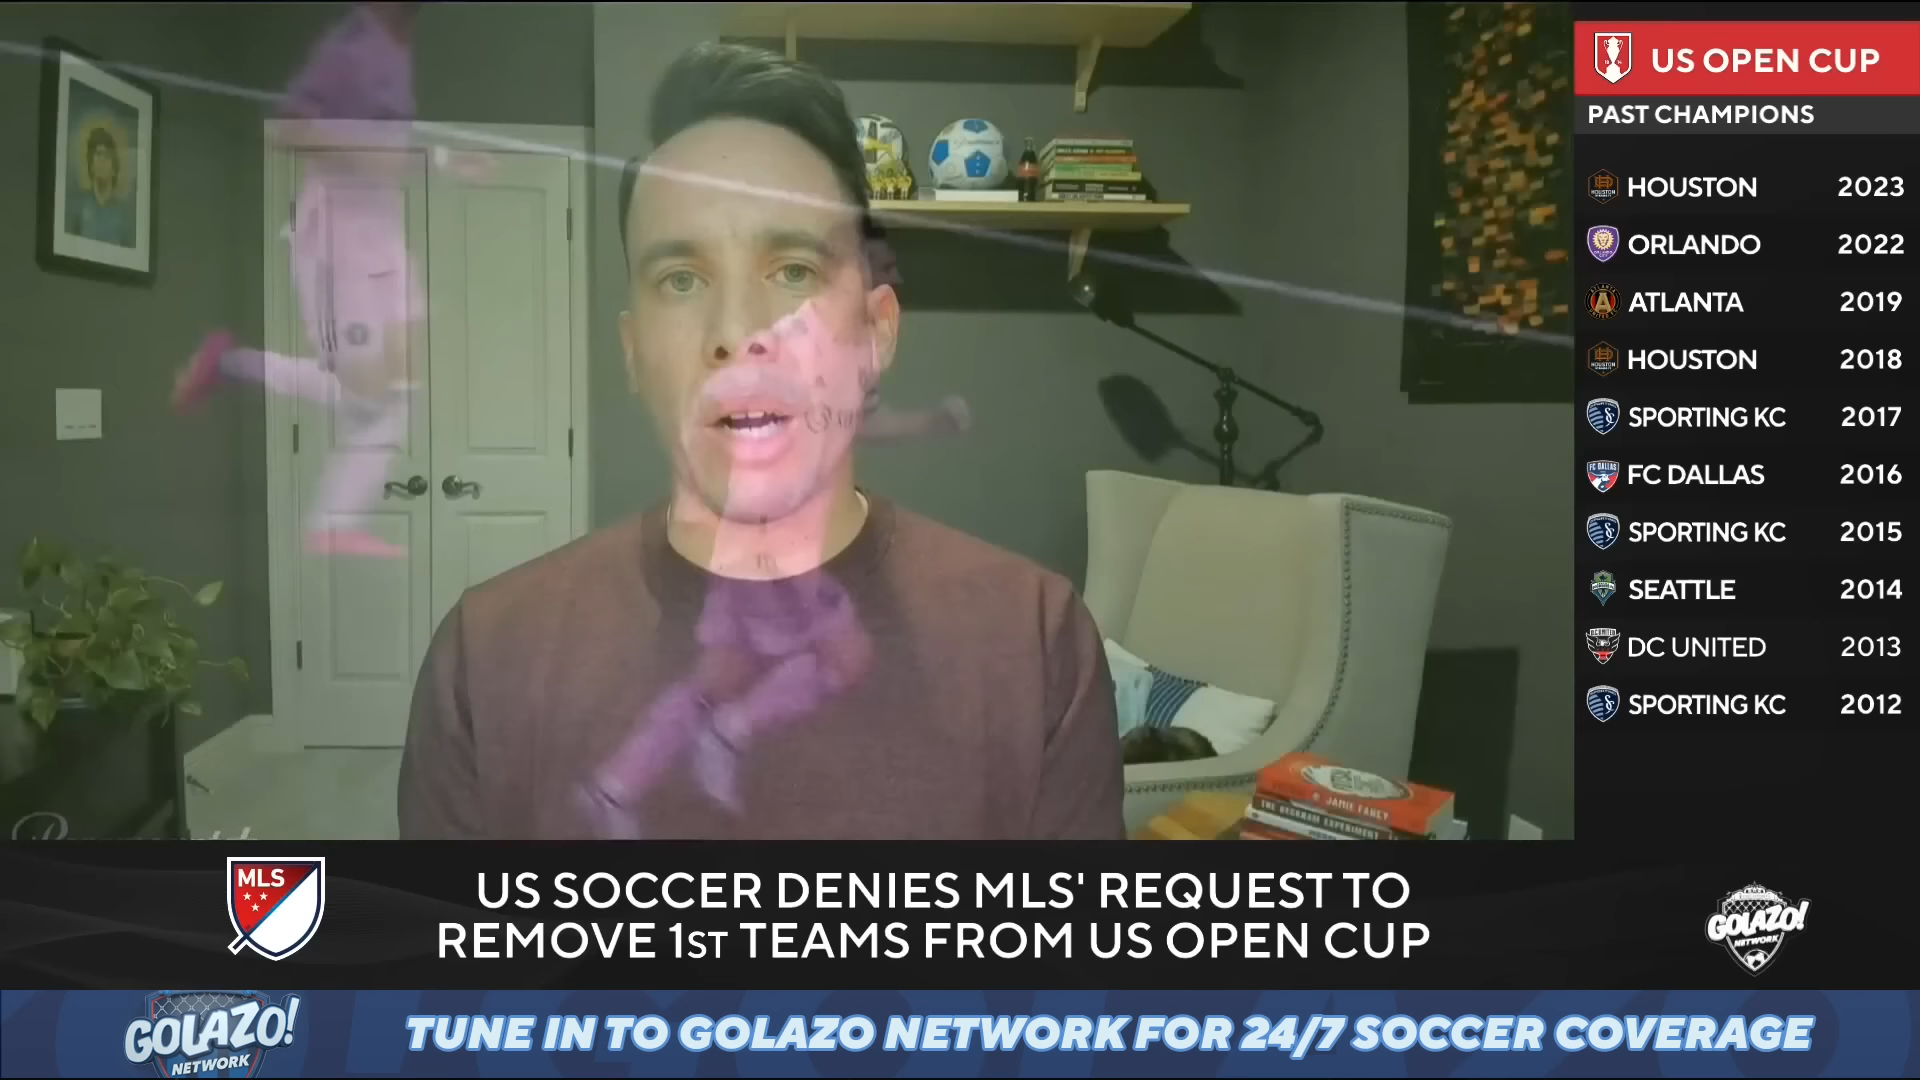 US OPEN CUP
PAST CHAMPIONS
HOUSTON 2023
ORLANDO 2022
ATLANTA 2019
HOUSTON 2018
SPORTING KC 2017
FC DALLAS 2016
SPORTING KC 2015
SEATTLE 2014
DC UNITED 2013
SPORTING KC 2012
JAMIE FAHEY
THE BECKHAM EXPERIMENT
MLS
US SOCCER DENIES MLS' REQUEST TO
REMOVE 1ST TEAMS FROM US OPEN CUP
GOLAZO!
NETWORK
GOLAZO!
NETWORK
TUNE IN TO GOLAZO NETWORK FOR 24/7 SOCCER COVERAGE